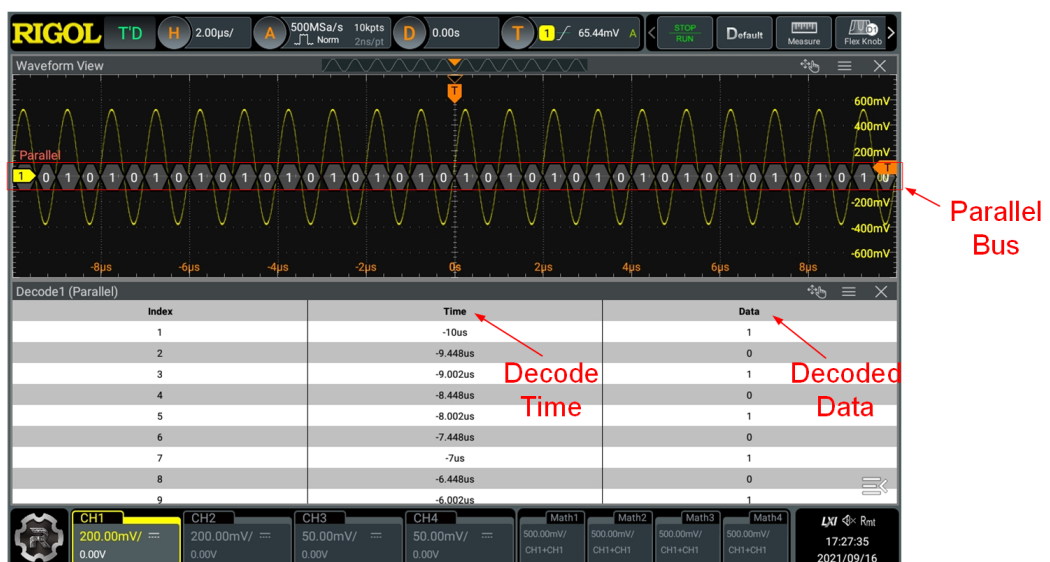 RIGOL T'D H 2.00μs/ A 500MSa/s 10kpts D 0.00s T 1 65.44mV A < STOP Default Measure Flex Knob >
Norm 2ns/pt RUN D1
Waveform View
T
600mV
400mV
Parallel 200mV
T
1 0 1 0 1 0 1 0 1 0 1 0 1 0 1 0 1 0 1 0 1 0 1 0 1 0 1 0 1 0 1 0 1 0 1 0 1 0 1
-200mV
-400mV
-600mV
-8μs -6μs -4μs -2μs 0s 2μs 4μs 6μs 8μs
Parallel
Bus
Decode1 (Parallel)
Index Time Data
1 -10us 1
2 -9.448us 0
3 -9.002us 1
4 -8.448us 0
5 -8.002us 1
6 -7.448us 0
7 -7us 1
8 -6.448us 0
9 -6.002us 1
Decode
Time
Decoded
Data
CH1 CH2 CH3 CH4 Math1 Math2 Math3 Math4 LXI Rmt
200.00mV/ 200.00mV/ 50.00mV/ 50.00mV/ 500.00mV/ 500.00mV/ 500.00mV/ 500.00mV/ 17:27:35
0.00V 0.00V 0.00V 0.00V CH1+CH1 CH1+CH1 CH1+CH1 CH1+CH1 2021/09/16